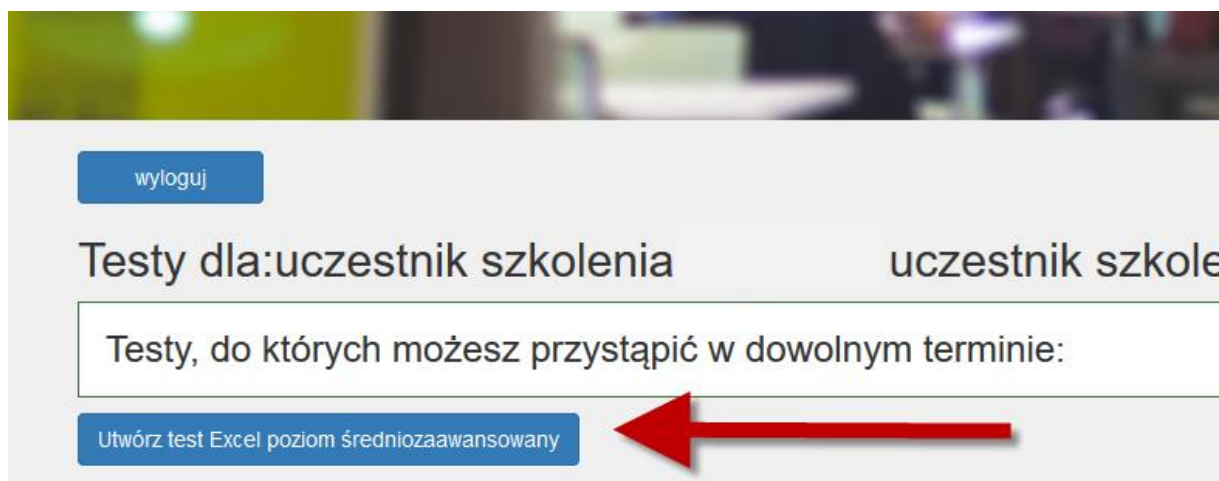 wyloguj
Testy dla:uczestnik szkolenia uczestnik szkole
Testy, do których możesz przystąpić w dowolnym terminie:
Utwórz test Excel poziom średniozaawansowany